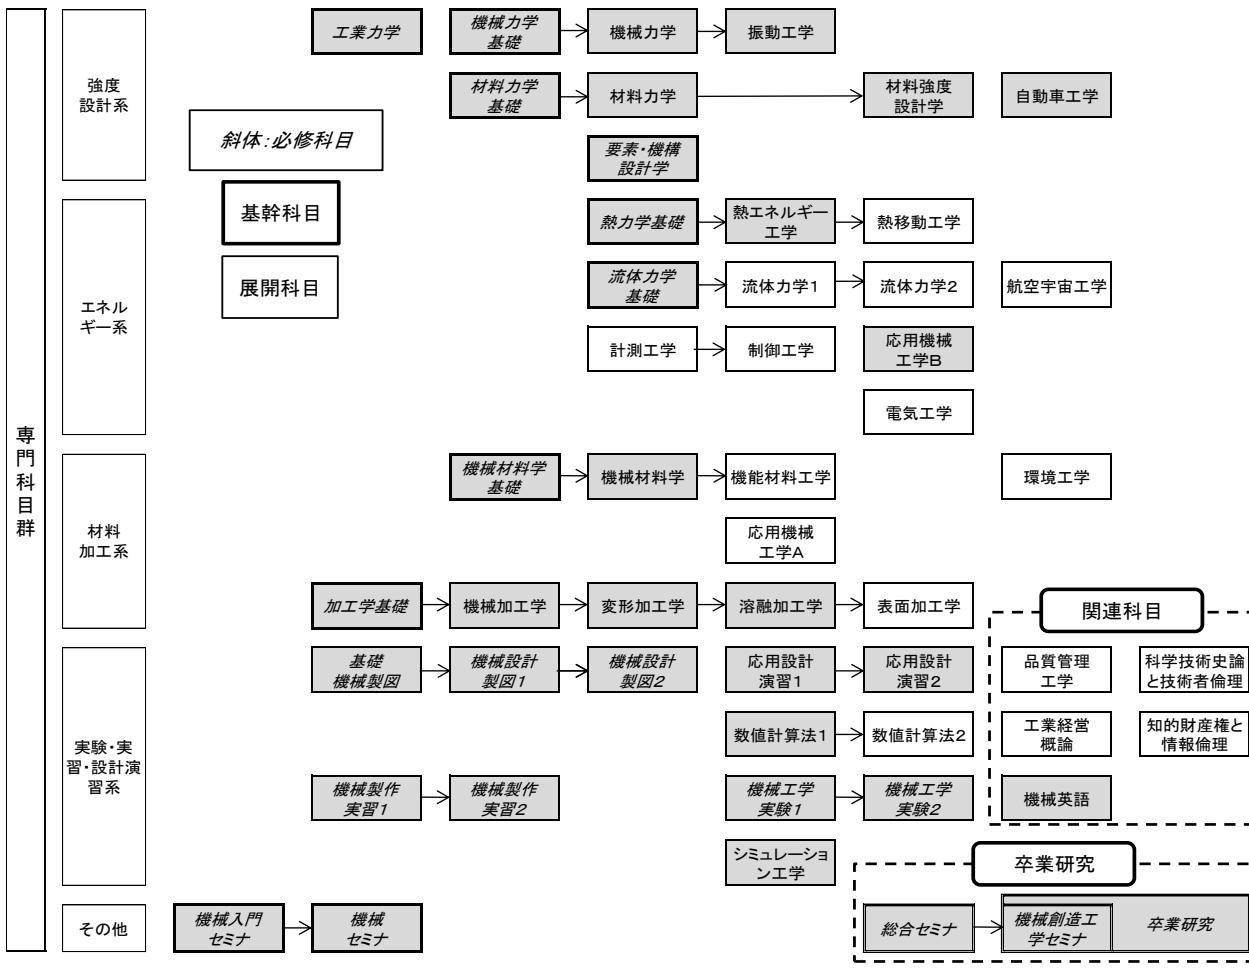 専
門
科
目
群
強度
設計系
エネル
ギー系
材料
加工系
実験・実
習・設計演
習系
その他
斜体：必修科目
基幹科目
展開科目
工業力学
機械力学
基礎
機械力学
振動工学
材料力学
基礎
材料力学
材料強度
設計学
自動車工学
要素・機構
設計学
熱力学基礎
熱エネルギー
工学
熱移動工学
流体力学
基礎
流体力学1
流体力学2
航空宇宙工学
計測工学
制御工学
応用機械
工学B
電気工学
機械材料学
基礎
機械材料学
機能材料工学
環境工学
応用機械
工学A
加工学基礎
機械加工学
変形加工学
溶融加工学
表面加工学
関連科目
基礎
機械製図
機械設計
製図1
機械設計
製図2
応用設計
演習1
応用設計
演習2
品質管理
工学
科学技術史論
と技術者倫理
数値計算法1
数値計算法2
工業経営
概論
知的財産権と
情報倫理
機械製作
実習1
機械製作
実習2
機械工学
実験1
機械工学
実験2
機械英語
シミュレーショ
ン工学
卒業研究
機械入門
セミナ
機械
セミナ
総合セミナ
機械創造工
学セミナ
卒業研究